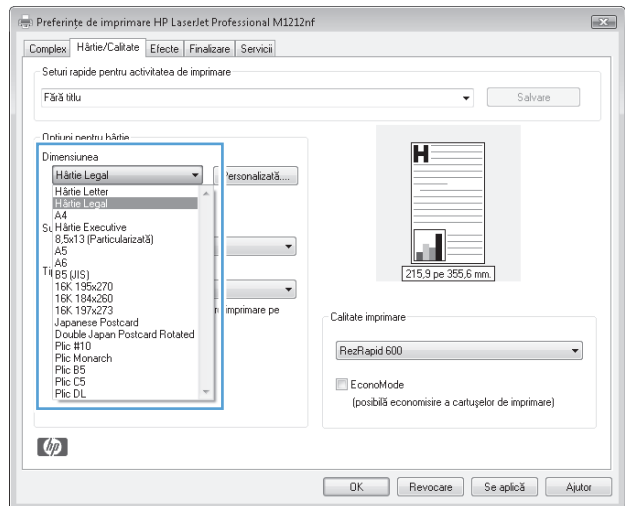 Preferințe de imprimare HP LaserJet Professional M1212nf
Complex Hârtie/Calitate Efecte Finalizare Servicii
Seturi rapide pentru activitatea de imprimare
Fără titlu
Salvare
Opțiuni pentru hârtie
Dimensiunea
Hârtie Legal
Personalizată....
Hârtie Letter
Hârtie Legal
A4
Hârtie Executive
8,5x13 (Particularizată)
A5
A6
B5 (JIS)
16K 195x270
16K 184x260
16K 197x273
Japanese Postcard
Double Japan Postcard Rotated
Plic #10
Plic Monarch
Plic B5
Plic C5
Plic DL
Su
Ti
imprimare pe
H
215,9 pe 355,6 mm.
Calitate imprimare
RezRapid 600
EconoMode
(posibilă economisire a cartușelor de imprimare)
hp
OK Revocare Se aplică Ajutor